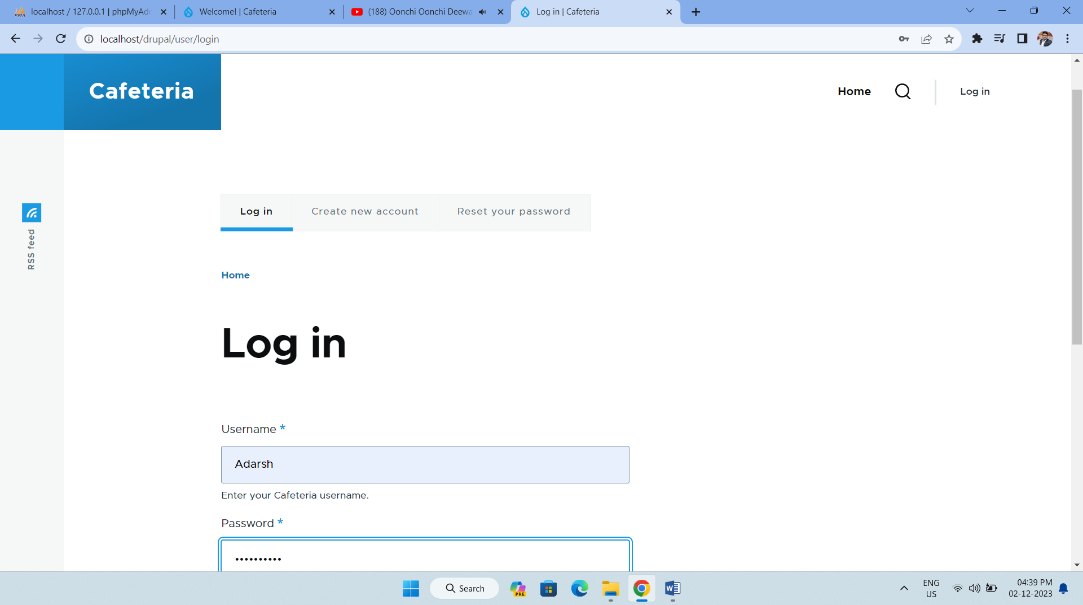 localhost / 127.0.0.1 | phpMyAd
Welcome! | Cafeteria
(188) Oonchi Oonchi Deewa
Log in | Cafeteria
localhost/drupal/user/login
Cafeteria
Home
Log in
RSS feed
Log in
Create new account
Reset your password
Home
Log in
Username *
Adarsh
Enter your Cafeteria username.
Password *
Search
PRE
ENG
US
04:39 PM
02-12-2023